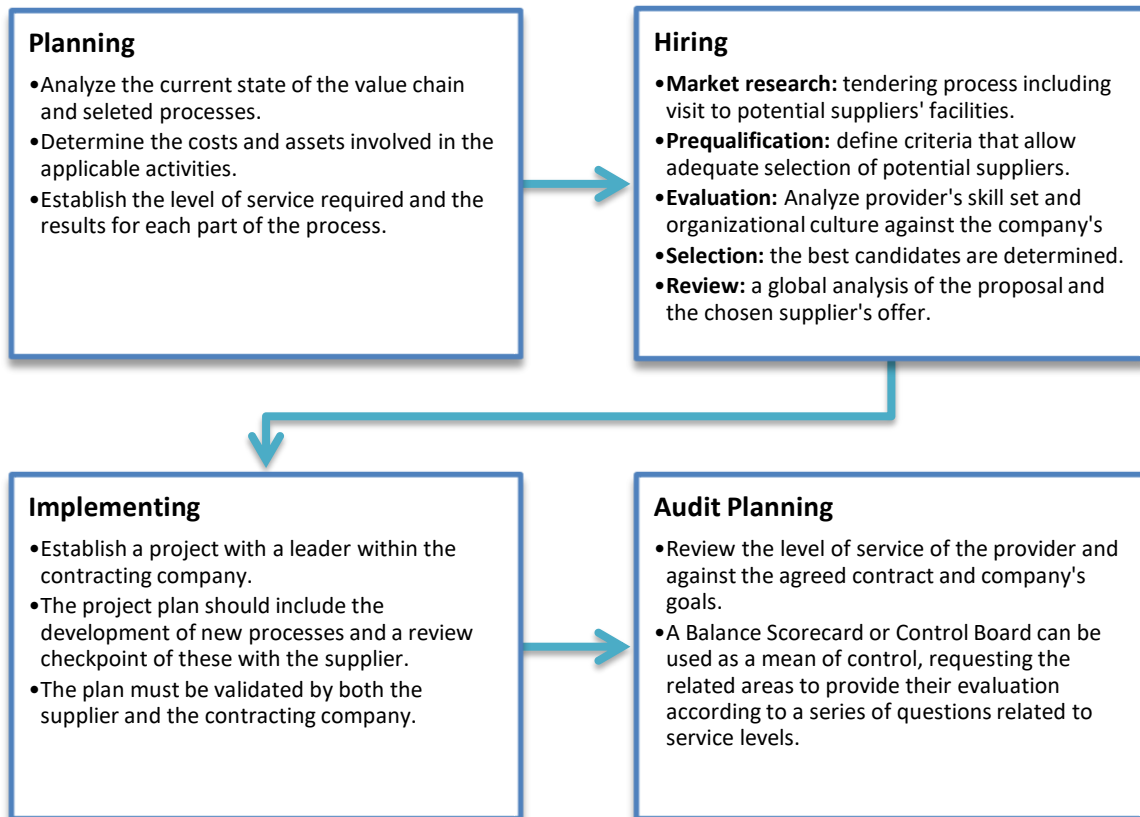 Planning
•Analyze the current state of the value chain
and seleted processes.
•Determine the costs and assets involved in the
applicable activities.
•Establish the level of service required and the
results for each part of the process.
Hiring
•Market research: tendering process including
visit to potential suppliers' facilities.
•Prequalification: define criteria that allow
adequate selection of potential suppliers.
•Evaluation: Analyze provider's skill set and
organizational culture against the company's
•Selection: the best candidates are determined.
•Review: a global analysis of the proposal and
the chosen supplier's offer.
Implementing
•Establish a project with a leader within the
contracting company.
•The project plan should include the
development of new processes and a review
checkpoint of these with the supplier.
•The plan must be validated by both the
supplier and the contracting company.
Audit Planning
•Review the level of service of the provider and
against the agreed contract and company's
goals.
•A Balance Scorecard or Control Board can be
used as a mean of control, requesting the
related areas to provide their evaluation
according to a series of questions related to
service levels.